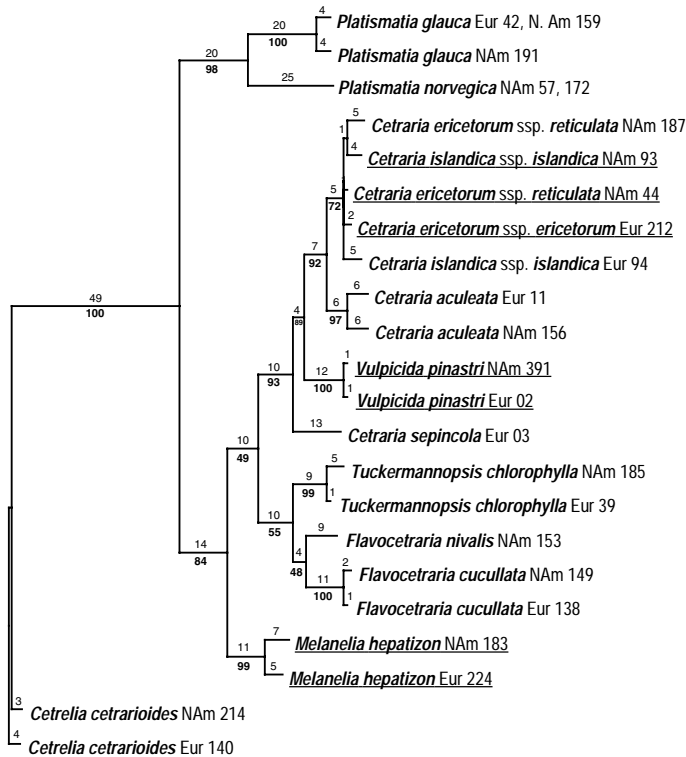 4
Platismatia glauca Eur 42, N. Am 159
20
100
4
Platismatia glauca NAm 191
20
98
25
Platismatia norvegica NAm 57, 172
5
Cetraria ericetorum ssp. reticulata NAm 187
1
4
Cetraria islandica ssp. islandica NAm 93
5
72
Cetraria ericetorum ssp. reticulata NAm 44
2
Cetraria ericetorum ssp. ericetorum Eur 212
7
92
5
Cetraria islandica ssp. islandica Eur 94
6
Cetraria aculeata Eur 11
6
97
49
100
4
89
6
Cetraria aculeata NAm 156
1
Vulpicida pinastri NAm 391
12
100
10
93
1
Vulpicida pinastri Eur 02
13
Cetraria sepincola Eur 03
10
49
5
Tuckermannopsis chlorophylla NAm 185
9
99
1
Tuckermannopsis chlorophylla Eur 39
10
55
9
Flavocetraria nivalis NAm 153
4
48
14
84
2
Flavocetraria cucullata NAm 149
11
100
1
Flavocetraria cucullata Eur 138
7
Melanelia hepatizon NAm 183
11
99
5
Melanelia hepatizon Eur 224
3
Cetrelia cetrarioides NAm 214
4
Cetrelia cetrarioides Eur 140